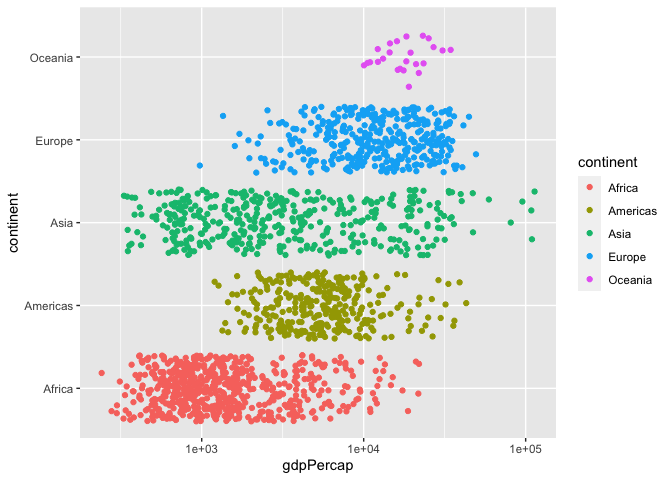 Oceania
Europe
Asia
Americas
Africa
continent
1e+03
1e+04
1e+05
gdpPercap
continent
Africa
Americas
Asia
Europe
Oceania